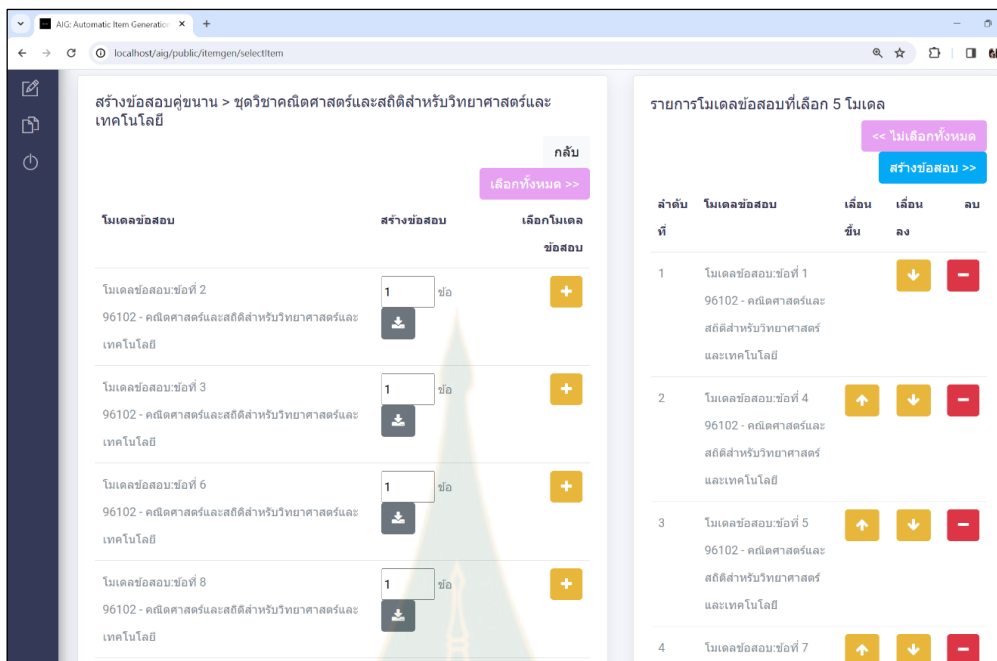 AIG: Automatic Item Generation
localhost/aig/public/itemgen/selectItem
สร้างข้อสอบคู่ขนาน > ชุดวิชาคณิตศาสตร์และสถิติสำหรับวิทยาศาสตร์และ
เทคโนโลยี
กลับ
เลือกทั้งหมด >>
โมเดลข้อสอบ สร้างข้อสอบ เลือกโมเดล
ข้อสอบ
โมเดลข้อสอบ:ข้อที่ 2 1 ข้อ
96102 - คณิตศาสตร์และสถิติสำหรับวิทยาศาสตร์และ
เทคโนโลยี
โมเดลข้อสอบ:ข้อที่ 3 1 ข้อ
96102 - คณิตศาสตร์และสถิติสำหรับวิทยาศาสตร์และ
เทคโนโลยี
โมเดลข้อสอบ:ข้อที่ 6 1 ข้อ
96102 - คณิตศาสตร์และสถิติสำหรับวิทยาศาสตร์และ
เทคโนโลยี
โมเดลข้อสอบ:ข้อที่ 8 1 ข้อ
96102 - คณิตศาสตร์และสถิติสำหรับวิทยาศาสตร์และ
เทคโนโลยี
รายการโมเดลข้อสอบที่เลือก 5 โมเดล
<< ไม่เลือกทั้งหมด
สร้างข้อสอบ >>
ลำดับ โมเดลข้อสอบ เลื่อน เลื่อน ลบ
ที่ ขึ้น ลง
1 โมเดลข้อสอบ:ข้อที่ 1
96102 - คณิตศาสตร์และ
สถิติสำหรับวิทยาศาสตร์
และเทคโนโลยี
2 โมเดลข้อสอบ:ข้อที่ 4
96102 - คณิตศาสตร์และ
สถิติสำหรับวิทยาศาสตร์
และเทคโนโลยี
3 โมเดลข้อสอบ:ข้อที่ 5
96102 - คณิตศาสตร์และ
สถิติสำหรับวิทยาศาสตร์
และเทคโนโลยี
4 โมเดลข้อสอบ:ข้อที่ 7